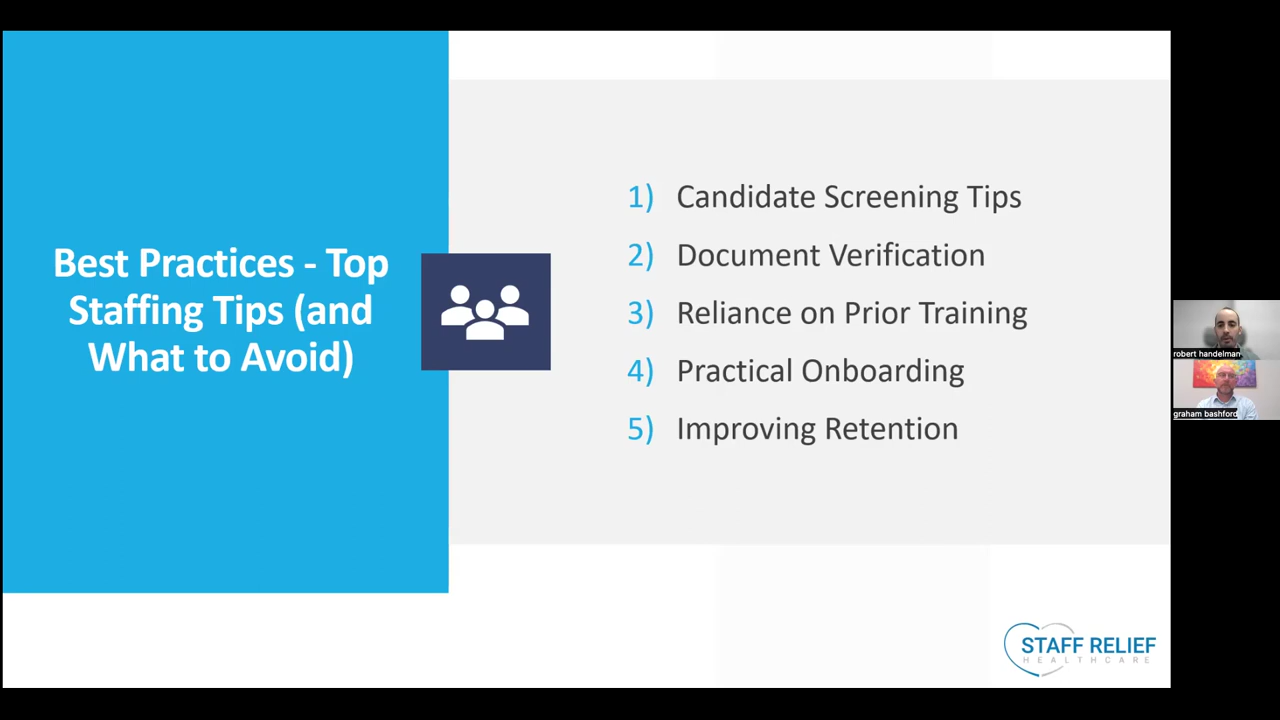 Best Practices - Top
Staffing Tips (and
What to Avoid)
1) Candidate Screening Tips
2) Document Verification
3) Reliance on Prior Training
4) Practical Onboarding
5) Improving Retention
robert handelman
graham bashford
STAFF RELIEF
HEALTHCARE